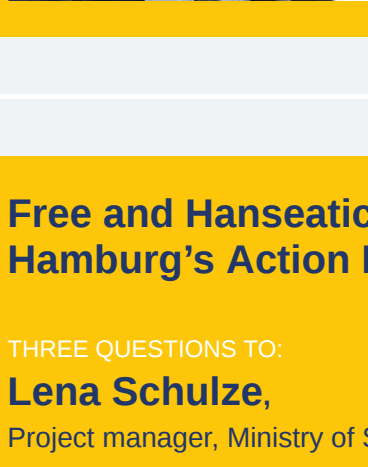 Free and Hanseatic
Hamburg’s Action
THREE QUESTIONS TO:
Lena Schulze,
Project manager, Ministry of